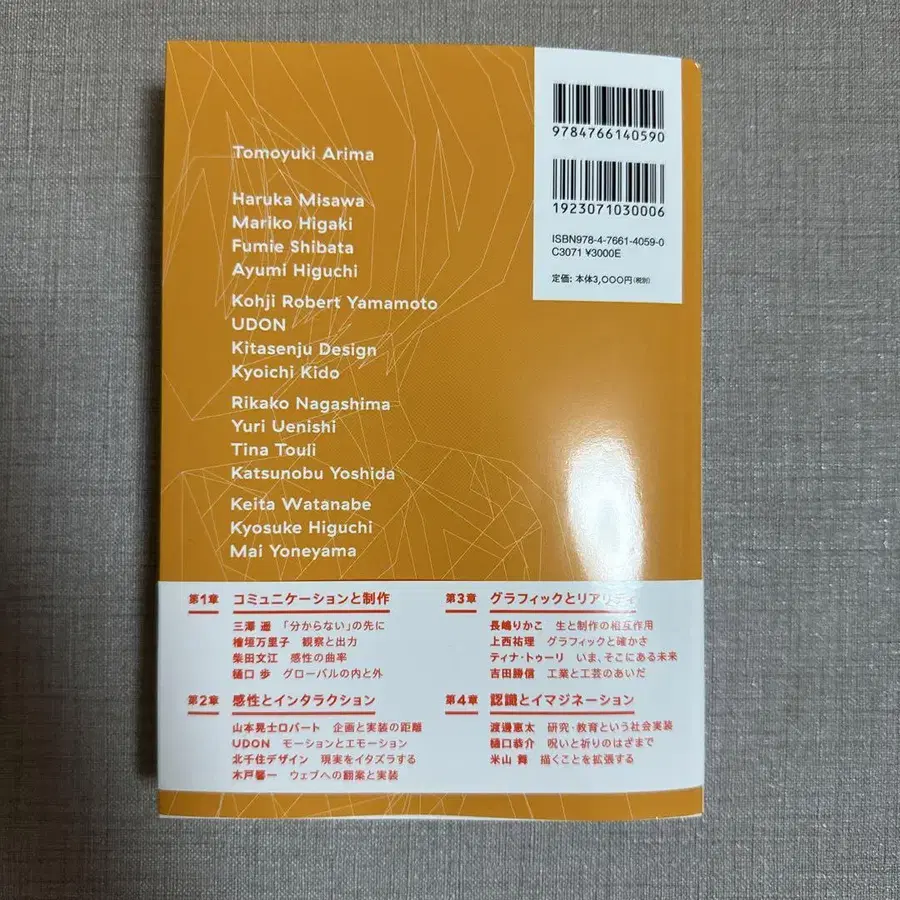 9784766140590
1923071030006
ISBN978-4-7661-4059-0
C3071 ¥3000E
定価: 本体3,000円(税別)
Tomoyuki Arima
Haruka Misawa
Mariko Higaki
Fumie Shibata
Ayumi Higuchi
Kohji Robert Yamamoto
UDON
Kitasenju Design
Kyoichi Kido
Rikako Nagashima
Yuri Uenishi
Tina Touli
Katsunobu Yoshida
Keita Watanabe
Kyosuke Higuchi
Mai Yoneyama
第1章 コミュニケーションと制作
三澤 遥 「分からない」の先に
檜垣万里子 観察と出力
柴田文江 感性の曲率
樋口 歩 グローバルの内と外
第2章 感性とインタラクション
山本晃士ロバート 企画と実装の距離
UDON モーションとエモーション
北千住デザイン 現実をイタズラする
木戸馨一 ウェブへの翻案と実装
第3章 グラフィックとリアリティ
長嶋りかこ 生と制作の相互作用
上西祐理 グラフィックと確かさ
ティナ・トゥーリ いま、そこにある未来
吉田勝信 工業と工芸のあいだ
第4章 認識とイマジネーション
渡邊恵太 研究・教育という社会実装
樋口恭介 呪いと祈りのはざまで
米山 舞 描くことを拡張する